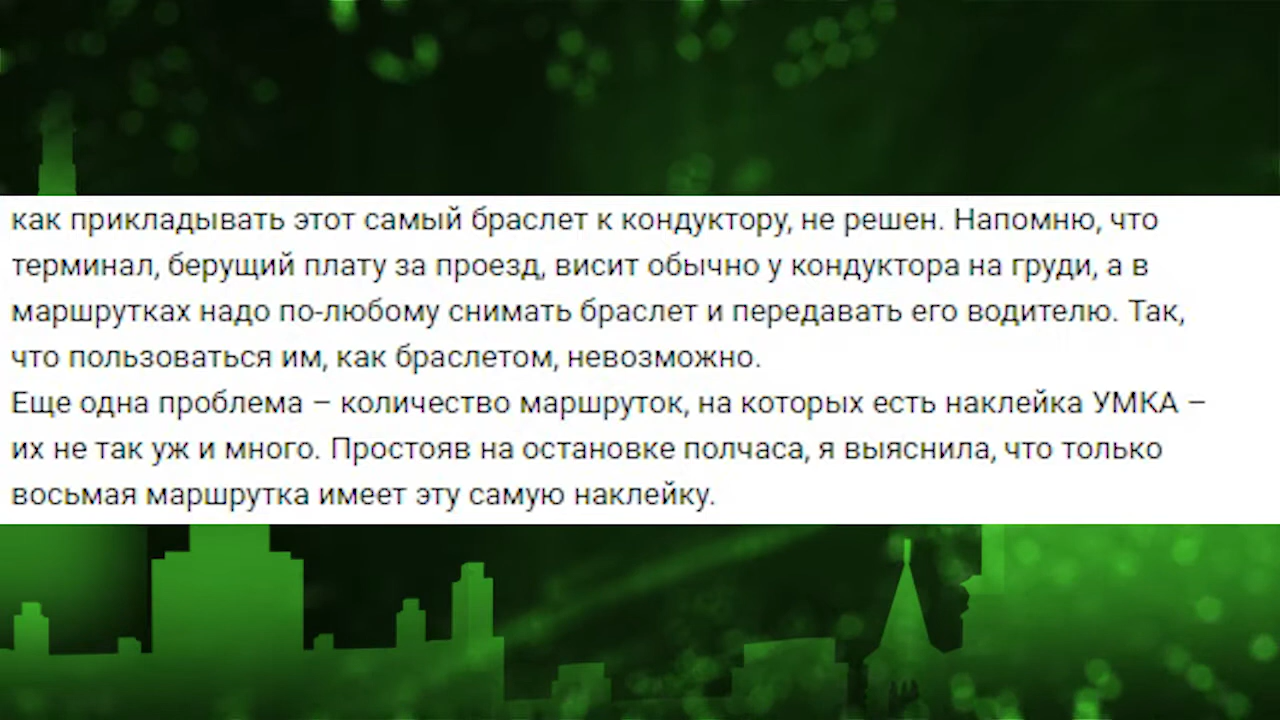 как прикладывать этот самый браслет к кондуктору, не решен. Напомню, что
терминал, берущий плату за проезд, висит обычно у кондуктора на груди, а в
маршрутках надо по-любому снимать браслет и передавать его водителю. Так,
что пользоваться им, как браслетом, невозможно.
Еще одна проблема – количество маршруток, на которых есть наклейка УМКА –
их не так уж и много. Простояв на остановке полчаса, я выяснила, что только
восьмая маршрутка имеет эту самую наклейку.